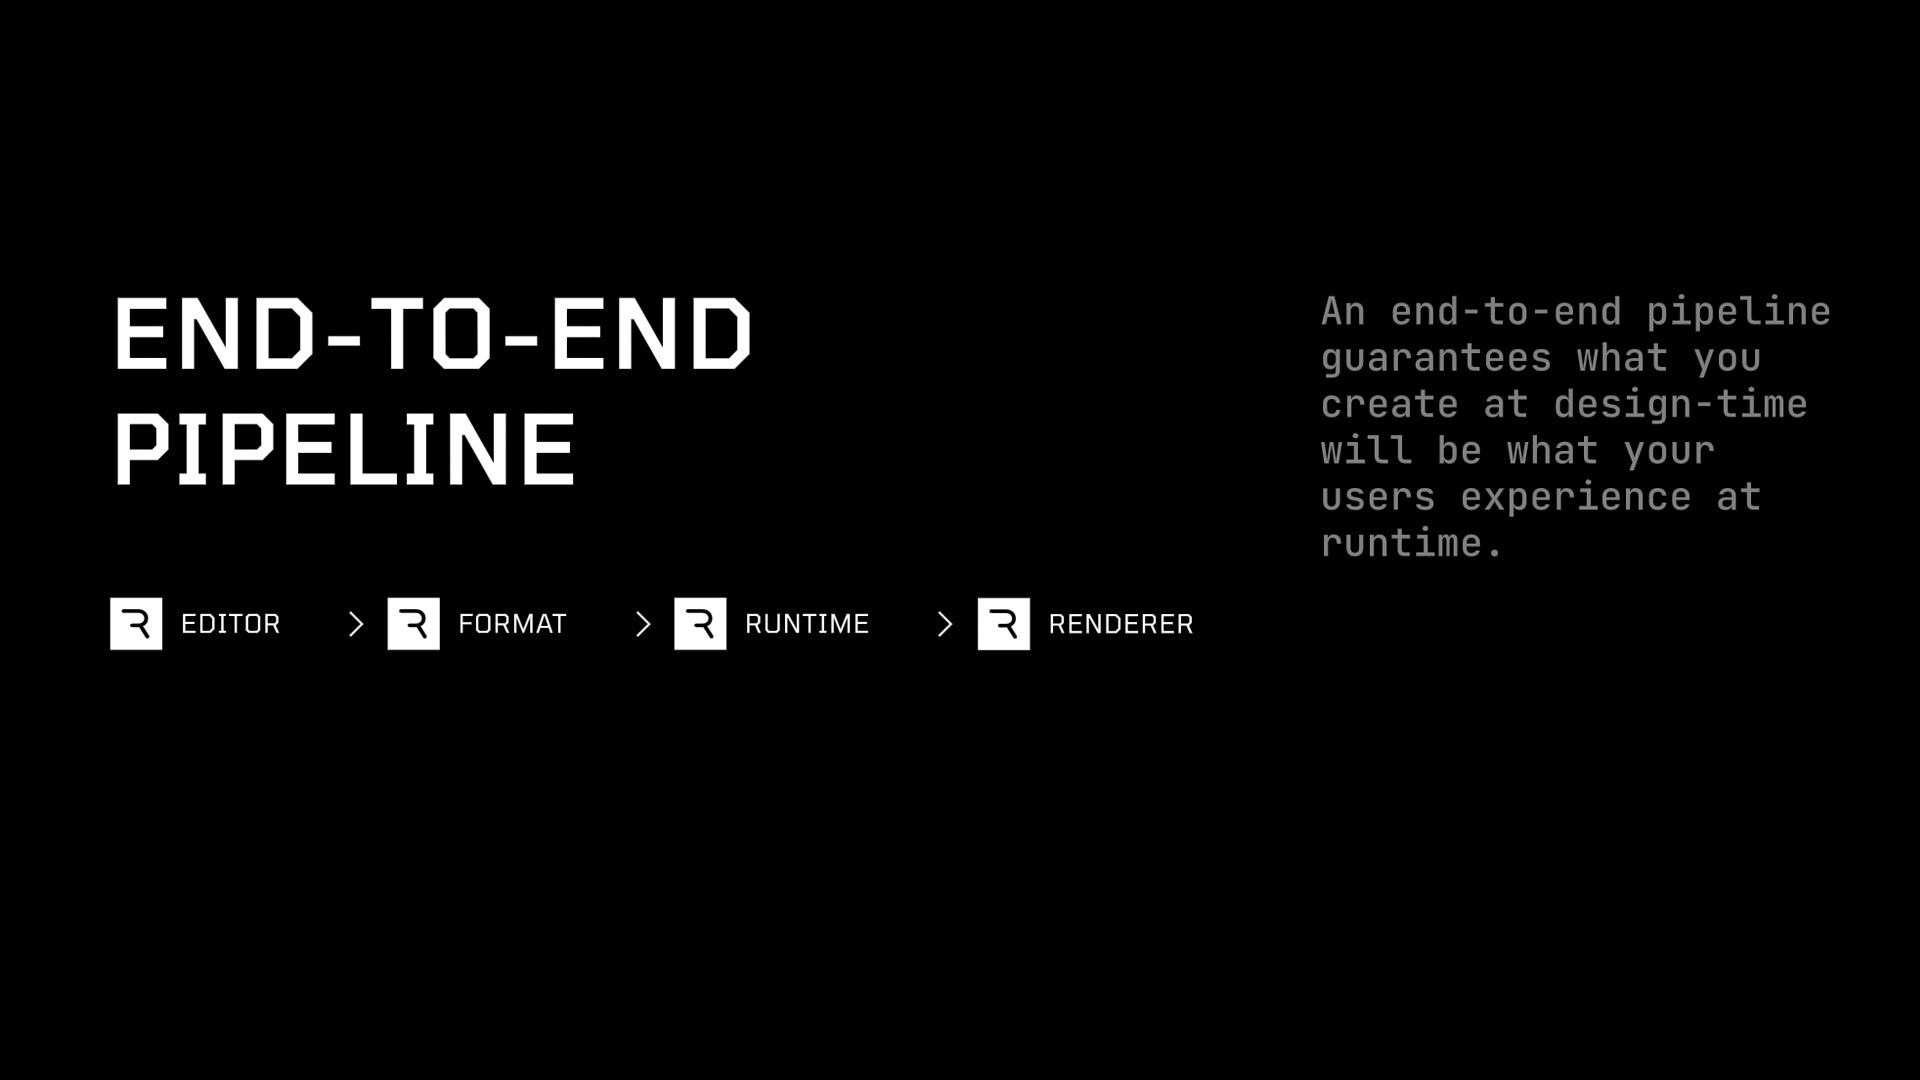 END-TO-END
PIPELINE
EDITOR > FORMAT > RUNTIME > RENDERER
An end-to-end pipeline
guarantees what you
create at design-time
will be what your
users experience at
runtime.